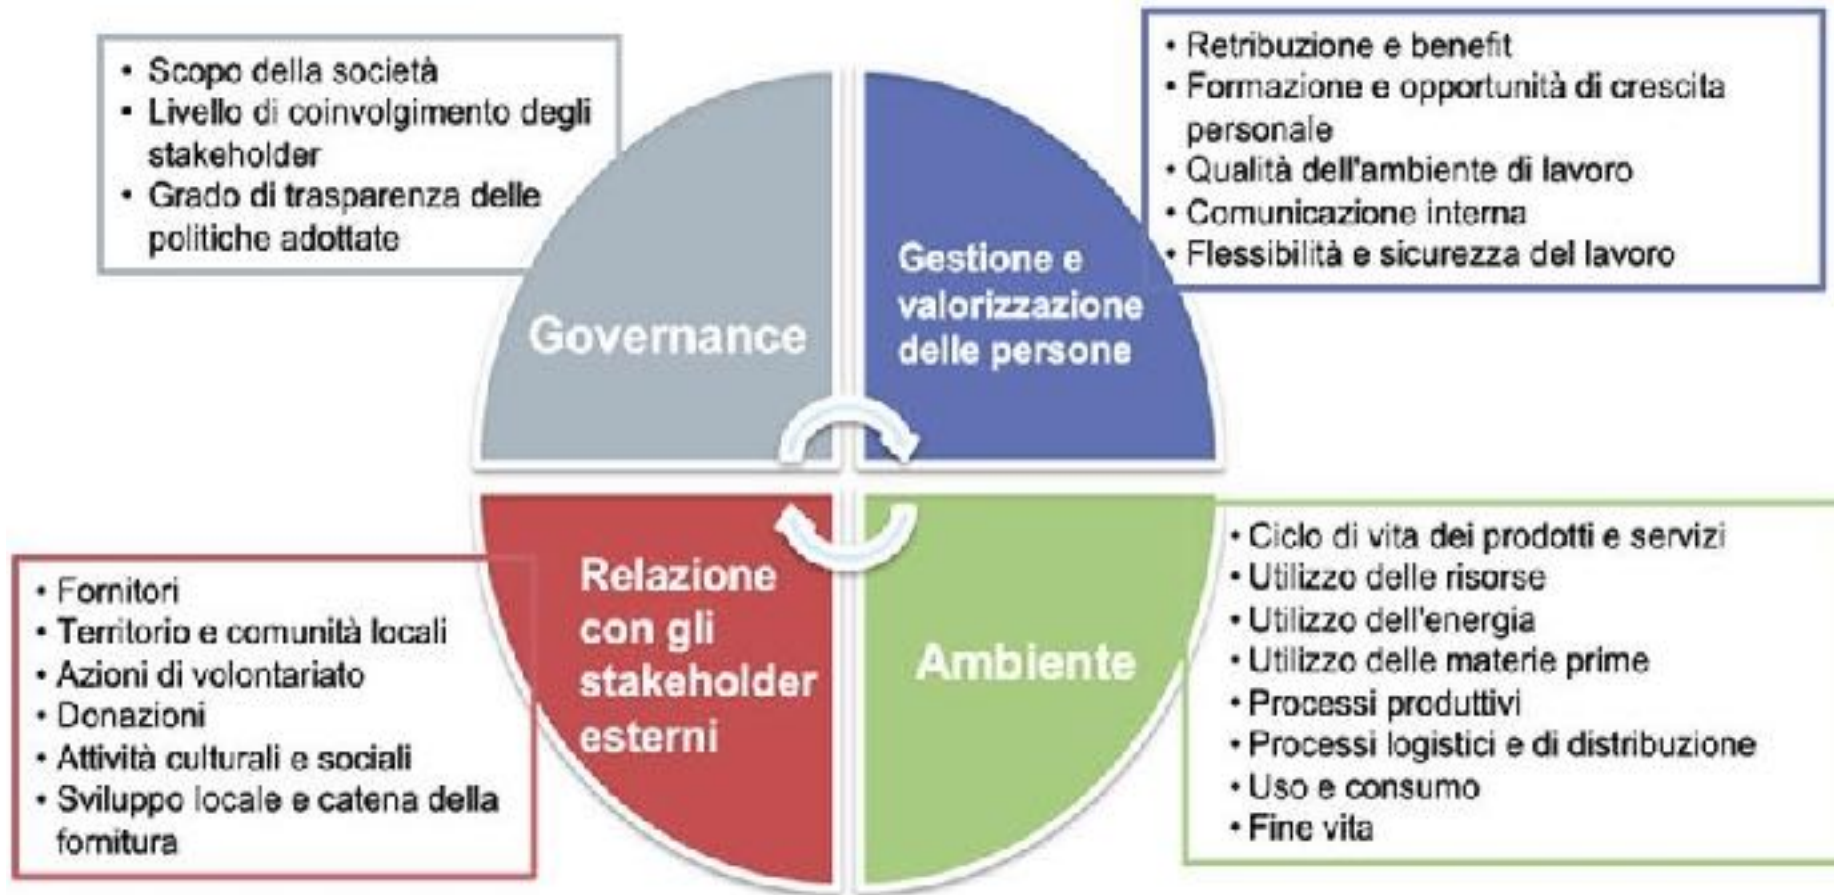 • Scopo della società
• Livello di coinvolgimento degli
stakeholder
• Grado di trasparenza delle
politiche adottate
Governance
• Retribuzione e benefit
• Formazione e opportunità di crescita
personale
• Qualità dell'ambiente di lavoro
• Comunicazione interna
• Flessibilità e sicurezza del lavoro
Gestione e
valorizzazione
delle persone
• Fornitori
• Territorio e comunità locali
• Azioni di volontariato
• Donazioni
• Attività culturali e sociali
• Sviluppo locale e catena della
fornitura
Relazione
con gli
stakeholder
esterni
Ambiente
• Ciclo di vita dei prodotti e servizi
• Utilizzo delle risorse
• Utilizzo dell'energia
• Utilizzo delle materie prime
• Processi produttivi
• Processi logistici e di distribuzione
• Uso e consumo
• Fine vita